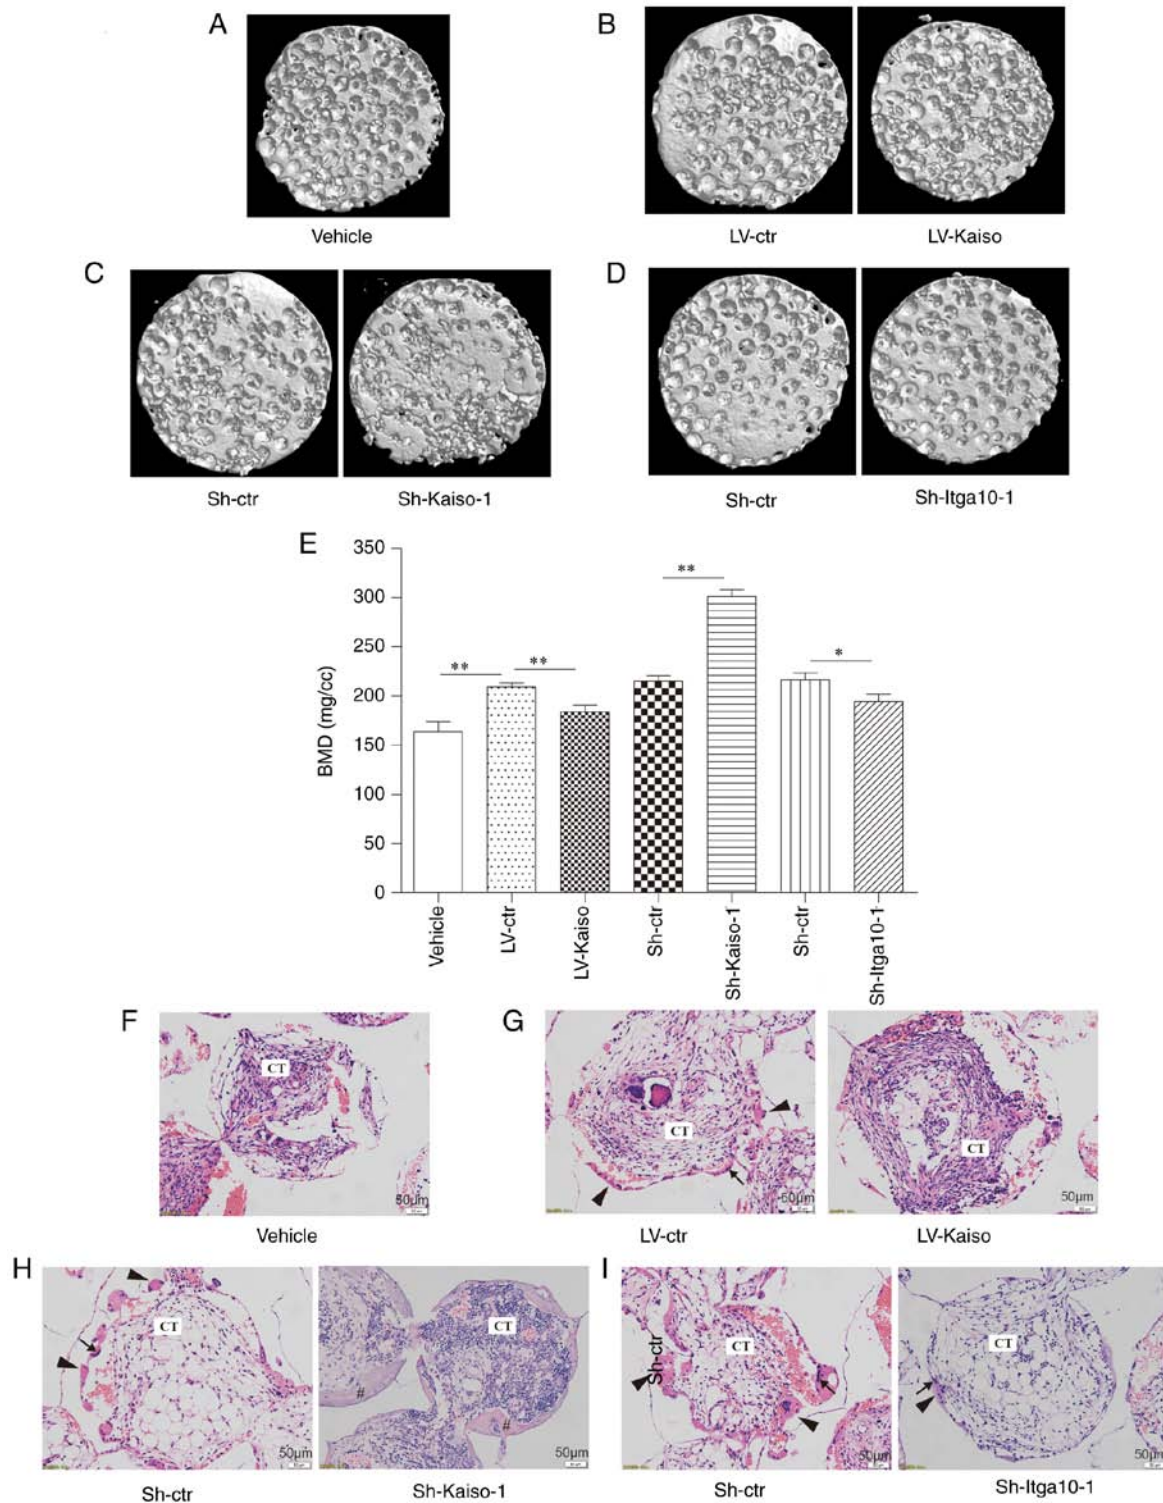 A
B
Vehicle
LV-ctr
LV-Kaiso
C
D
Sh-ctr
Sh-Kaiso-1
Sh-ctr
Sh-Itga10-1
E
BMD (mg/cc)
350
300
250
200
150
100
50
0
**
**
**
*
Vehicle
LV-ctr
LV-Kaiso
Sh-ctr
Sh-Kaiso-1
Sh-ctr
Sh-Itga10-1
F
CT
50µm
Vehicle
G
CT
50µm
CT
50µm
LV-ctr
LV-Kaiso
H
CT
50µm
CT
#
#
50µm
Sh-ctr
Sh-Kaiso-1
I
Sh-ctr
CT
50µm
CT
50µm
Sh-ctr
Sh-Itga10-1